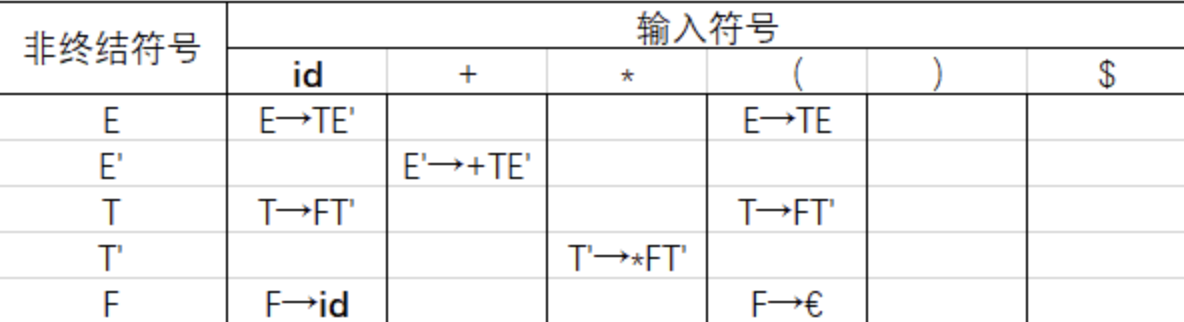 非终结符号 输入符号
id + * ( ) $
E E→TE' E→TE
E' E'→+TE'
T T→FT' T→FT'
T' T'→*FT'
F F→id F→€